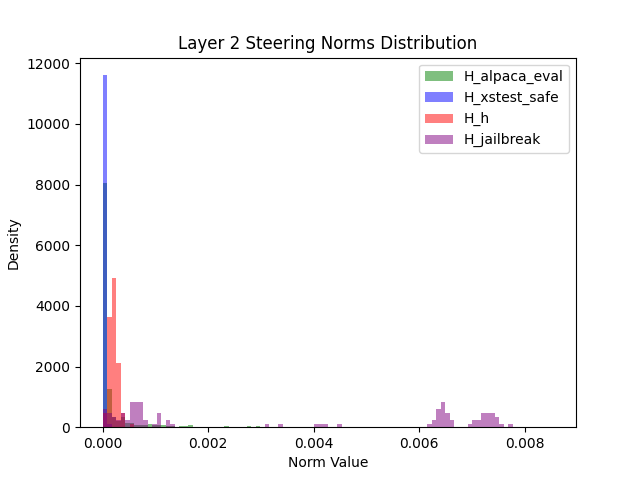 Layer 2 Steering Norms Distribution
12000
10000
8000
6000
4000
2000
0
Density
H_alpaca_eval
H_xstest_safe
H_h
H_jailbreak
0.000
0.002
0.004
0.006
0.008
Norm Value